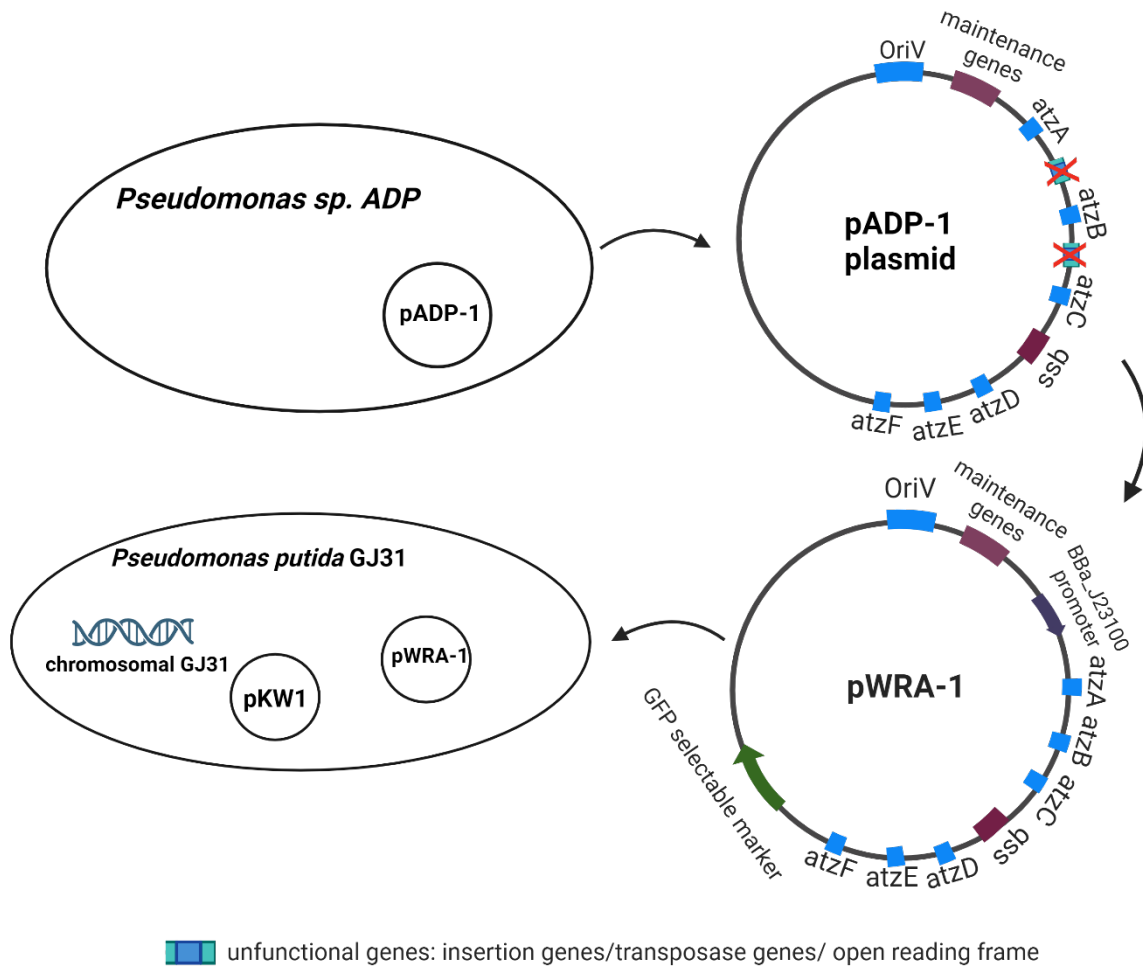 Pseudomonas sp. ADP
pADP-1
OriV
maintenance
genes
atzA
atzB
atzC
qss
atzD
atzE
atzF
pADP-1
plasmid
OriV
maintenance
genes
BBa_J23100
promoter
atzA
atzB
atzC
qss
atzD
atzE
atzF
GFP selectable marker
pWRA-1
Pseudomonas putida GJ31
chromosomal GJ31
pKW1
pWRA-1
unfunctional genes: insertion genes/transposase genes/ open reading frame